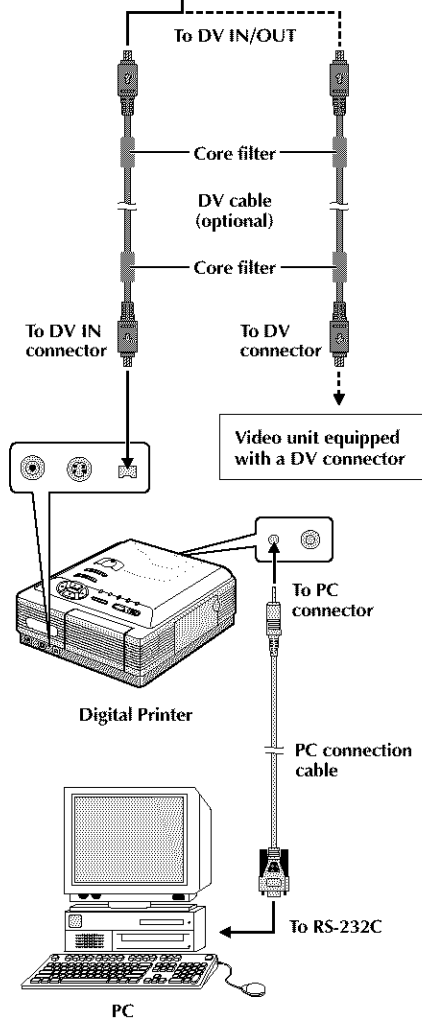 To DV IN/OUT
Core filter
DV cable
(optional)
Core filter
To DV IN
connector
To DV
connector
Video unit equipped
with a DV connector
To PC
connector
Digital Printer
PC connection
cable
To RS-232C
PC